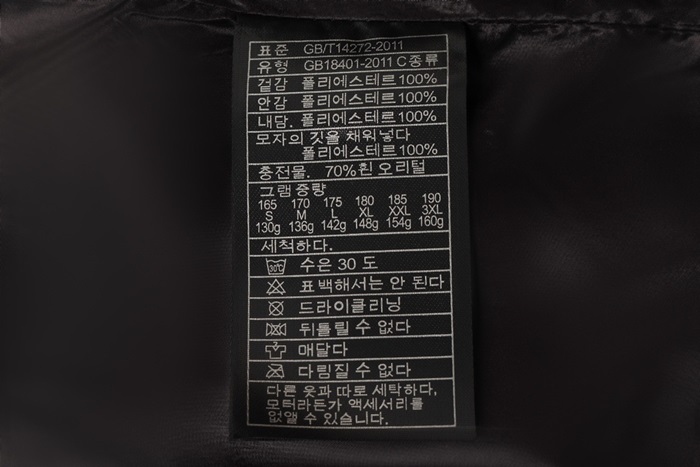 표준 GB/T14272-2011
유형 GB18401-2011 C종류
겉감 폴리에스테르100%
안감 폴리에스테르100%
내담. 폴리에스테르100%
모자의 깃을 채워넣다
폴리에스테르100%
충전물. 70%흰 오리털
그램 중량
165 170 175 180 185 190
S M L XL XXL 3XL
130g 136g 142g 148g 154g 160g
세척하다.
30℃ 수은 30 도
표백해서는 안 된다
드라이클리닝
뒤틀릴 수 없다
매달다
다림질 수 없다
다른 옷과 따로 세탁하다,
모터라든가 액세서리를
없앨 수 있습니다.